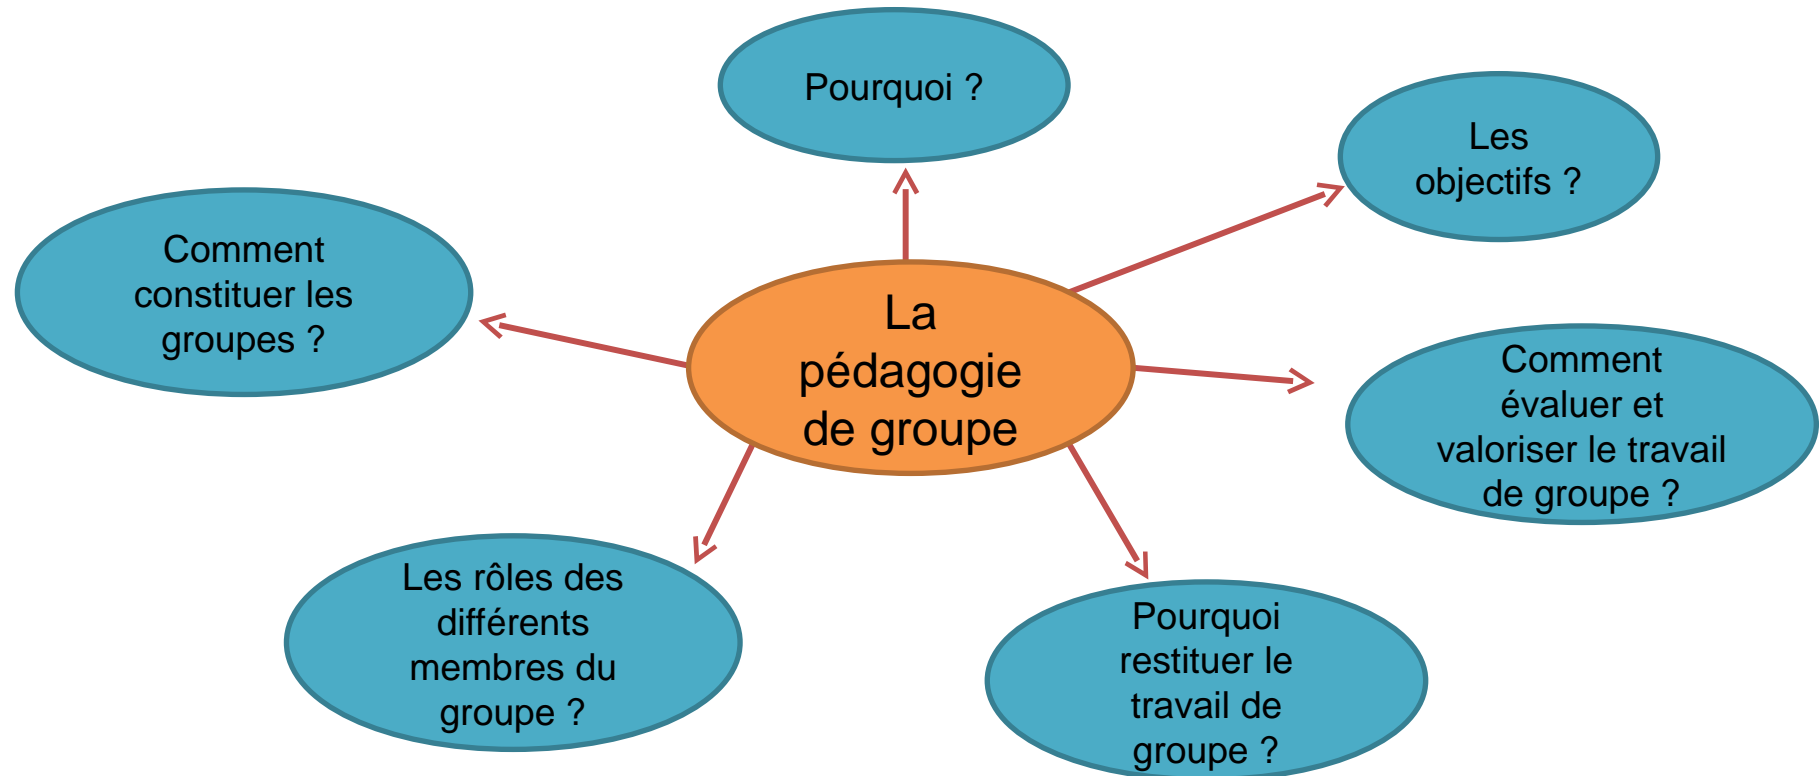 Pourquoi ?
Les
objectifs ?
Comment
constituer les
groupes ?
La
pédagogie
de groupe
Comment
évaluer et
valoriser le travail
de groupe ?
Les rôles des
différents
membres du
groupe ?
Pourquoi
restituer le
travail de
groupe ?